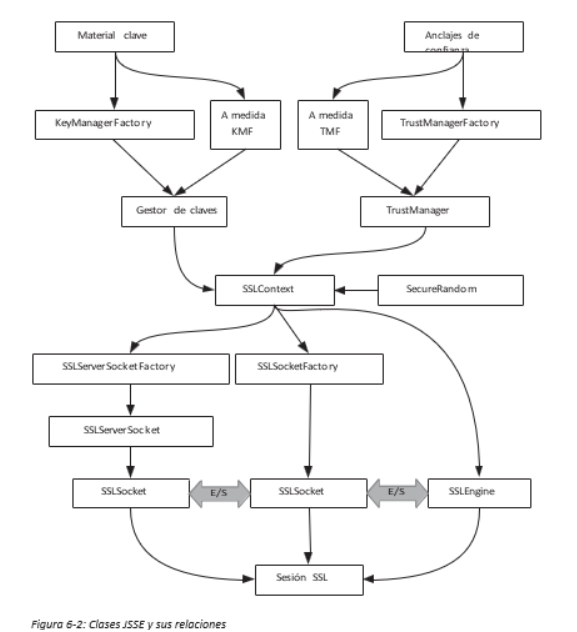 Material clave
Anclajes de
confianza
KeyManagerFactory
A medida
KMF
A medida
TMF
TrustManagerFactory
Gestor de claves
TrustManager
SSLContext
SecureRandom
SSLServerSocketFactory
SSLSocketFactory
SSLServerSocket
SSLSocket
E/S
SSLSocket
E/S
SSLEngine
Sesión SSL
Figura 6-2: Clases JSSE y sus relaciones